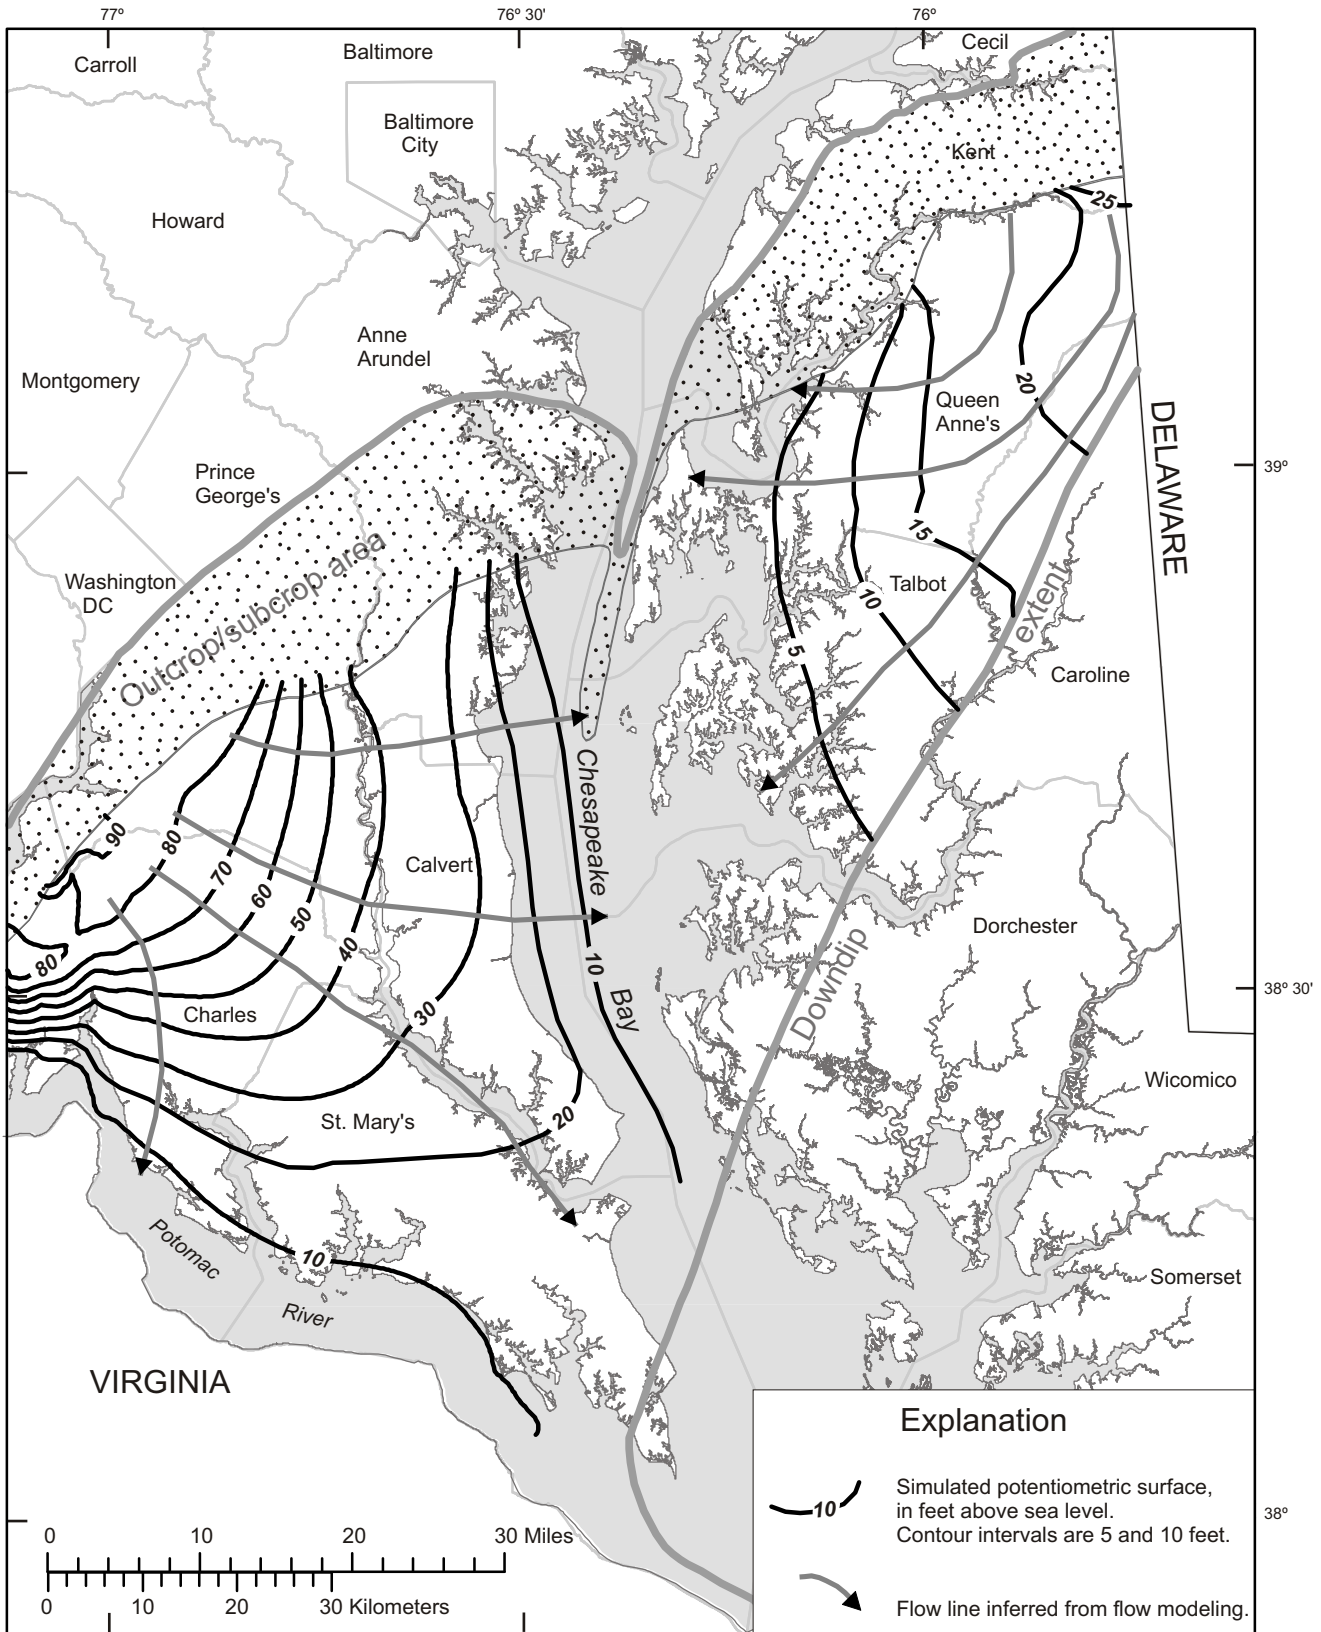 77°
76° 30'
76°
Carroll
Baltimore
Cecil
Baltimore
City
Kent
25
Howard
Anne
Arundel
Montgomery
20
Queen
Anne's
DELAWARE
Prince
George's
39°
Outcrop/subcrop area
15
Washington
DC
Talbot
10
extent
5
Caroline
Chesapeake
90
80
70
60
50
40
Calvert
30
10
Bay
80
Charles
Dorchester
Downdip
38° 30'
Wicomico
St. Mary's
20
Potomac
River
10
Somerset
VIRGINIA
Explanation
10
Simulated potentiometric surface,
in feet above sea level.
Contour intervals are 5 and 10 feet.
Flow line inferred from flow modeling.
38°
0 10 20 30 Miles
0 10 20 30 Kilometers